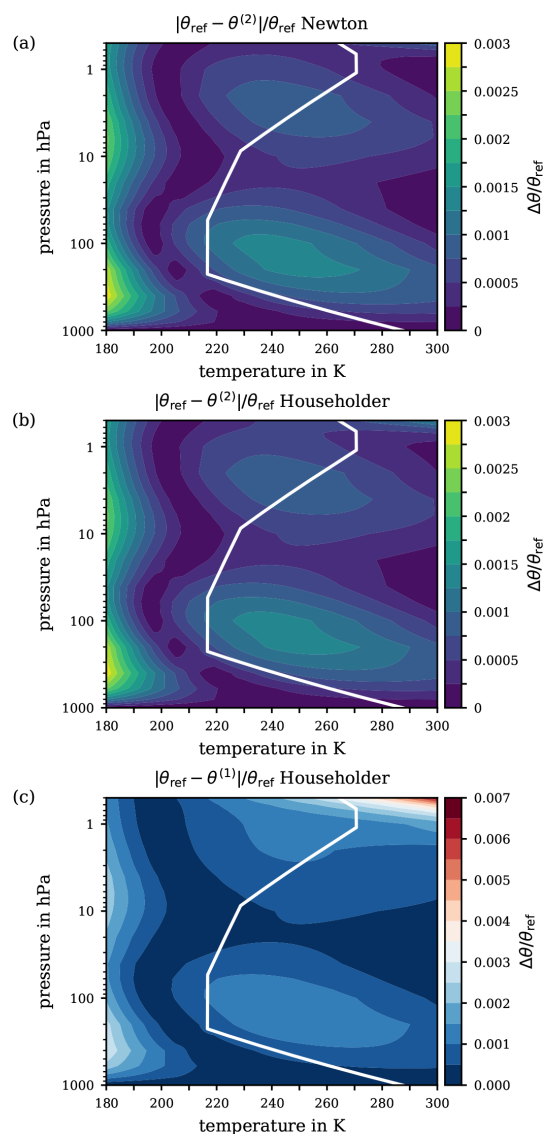 |θref − θ(2)|/θref Newton
(a)
pressure in hPa
1
10
100
1000
180 200 220 240 260 280 300
temperature in K
0.003
0.0025
0.002
0.0015
0.001
0.0005
0
Δθ/θref
|θref − θ(2)|/θref Householder
(b)
pressure in hPa
1
10
100
1000
180 200 220 240 260 280 300
temperature in K
0.003
0.0025
0.002
0.0015
0.001
0.0005
0
Δθ/θref
|θref − θ(1)|/θref Householder
(c)
pressure in hPa
1
10
100
1000
180 200 220 240 260 280 300
temperature in K
0.007
0.006
0.005
0.004
0.003
0.002
0.001
0.000
Δθ/θref